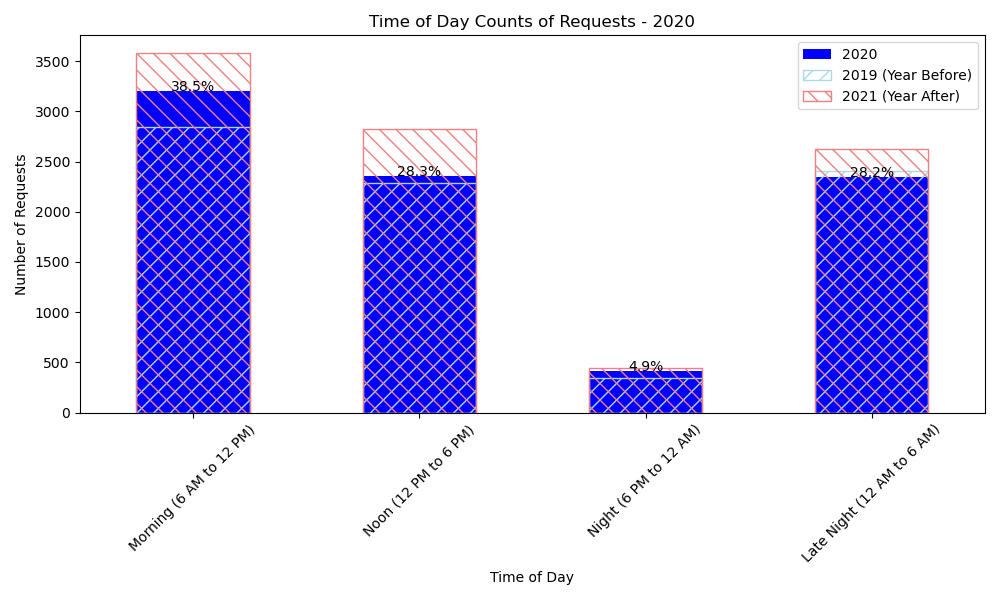 Time of Day Counts of Requests - 2020
3500
3000
2500
2000
1500
1000
500
0
Number of Requests
38.5%
28.3%
4.9%
28.2%
2020
2019 (Year Before)
2021 (Year After)
Morning (6 AM to 12 PM)
Noon (12 PM to 6 PM)
Night (6 PM to 12 AM)
Late Night (12 AM to 6 AM)
Time of Day